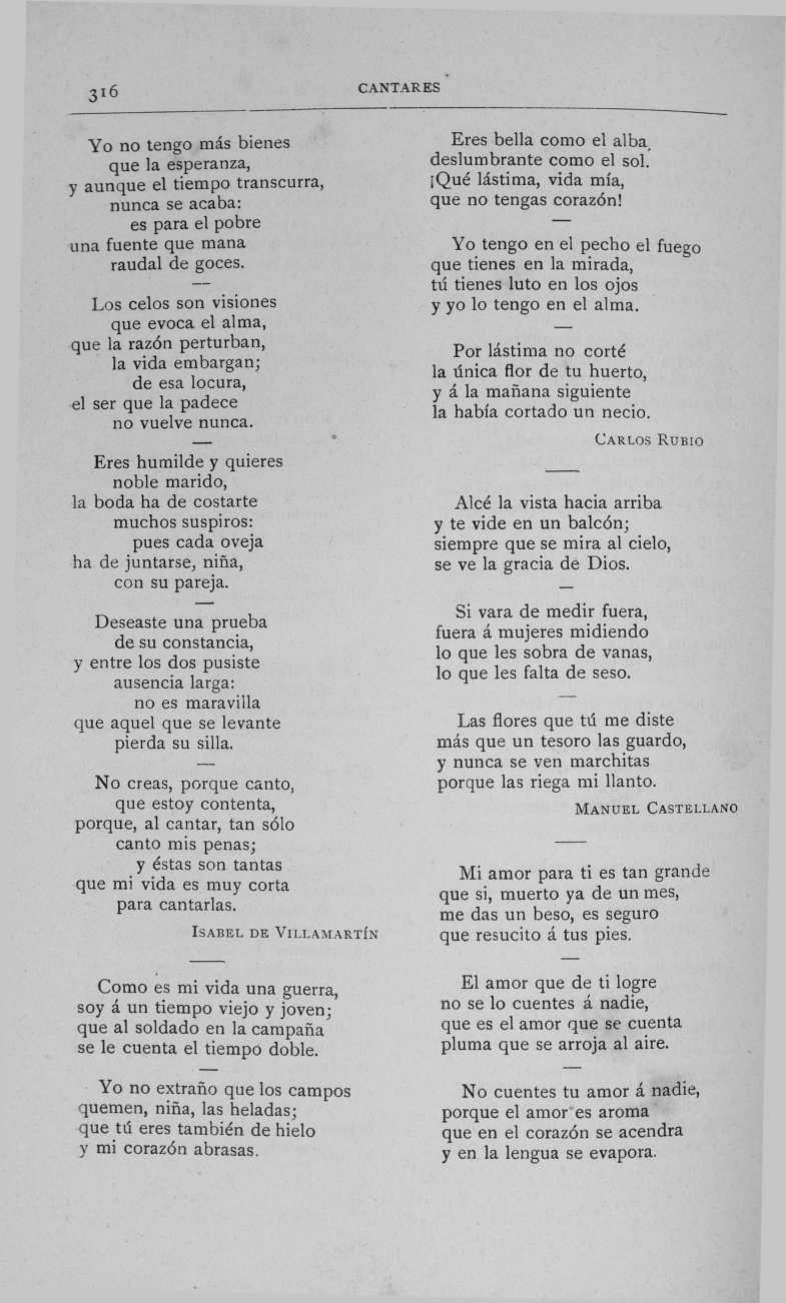 316
CANTARES
Yo no tengo más bienes
que la esperanza,
y aunque el tiempo transcurra,
nunca se acaba:
es para el pobre
una fuente que mana
raudal de goces.
—
Los celos son visiones
que evoca el alma,
que la razón perturban,
la vida embargan;
de esa locura,
el ser que la padece
no vuelve nunca.
—
Eres humilde y quieres
noble marido,
la boda ha de costarte
muchos suspiros:
pues cada oveja
ha de juntarse, niña,
con su pareja.
—
Deseaste una prueba
de su constancia,
y entre los dos pusiste
ausencia larga:
no es maravilla
que aquel que se levante
pierda su silla.
—
No creas, porque canto,
que estoy contenta,
porque, al cantar, tan sólo
canto mis penas;
y éstas son tantas
que mi vida es muy corta
para cantarlas.
ISABEL DE VILLAMARTÍN
—
Como es mi vida una guerra,
soy á un tiempo viejo y joven;
que al soldado en la campaña
se le cuenta el tiempo doble.
—
Yo no extraño que los campos
quemen, niña, las heladas;
que tú eres también de hielo
y mi corazón abrasas.
Eres bella como el alba,
deslumbrante como el sol.
¡Qué lástima, vida mía,
que no tengas corazón!
—
Yo tengo en el pecho el fuego
que tienes en la mirada,
tú tienes luto en los ojos
y yo lo tengo en el alma.
—
Por lástima no corté
la única flor de tu huerto,
y á la mañana siguiente
la había cortado un necio.
CARLOS RUBIO
—
Alcé la vista hacia arriba
y te vide en un balcón;
siempre que se mira al cielo,
se ve la gracia de Dios.
—
Si vara de medir fuera,
fuera á mujeres midiendo
lo que les sobra de vanas,
lo que les falta de seso.
—
Las flores que tú me diste
más que un tesoro las guardo,
y nunca se ven marchitas
porque las riega mi llanto.
MANUEL CASTELLANO
—
Mi amor para ti es tan grande
que si, muerto ya de un mes,
me das un beso, es seguro
que resucito á tus pies.
—
El amor que de ti logre
no se lo cuentes á nadie,
que es el amor que se cuenta
pluma que se arroja al aire.
—
No cuentes tu amor á nadie,
porque el amor es aroma
que en el corazón se acendra
y en la lengua se evapora.